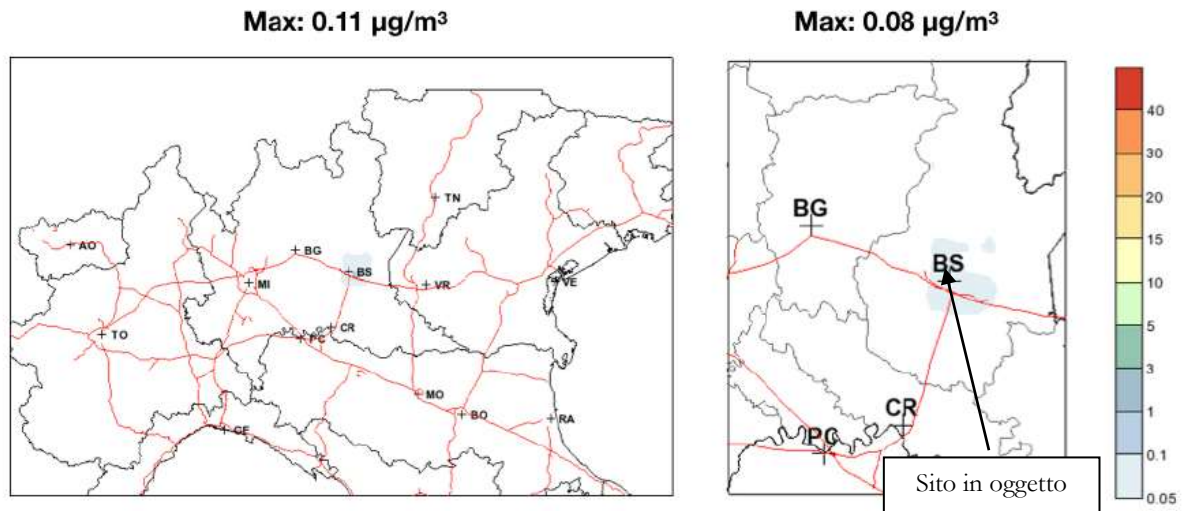 Max: 0.11 µg/m³
Max: 0.08 µg/m³
TN
AO
BG
BS
MI
VR
VE
TO
CR
PC
MO
BO
RA
GE
BG
BS
CR
PC
Sito in oggetto
40
30
20
15
10
5
3
1
0.1
0.05